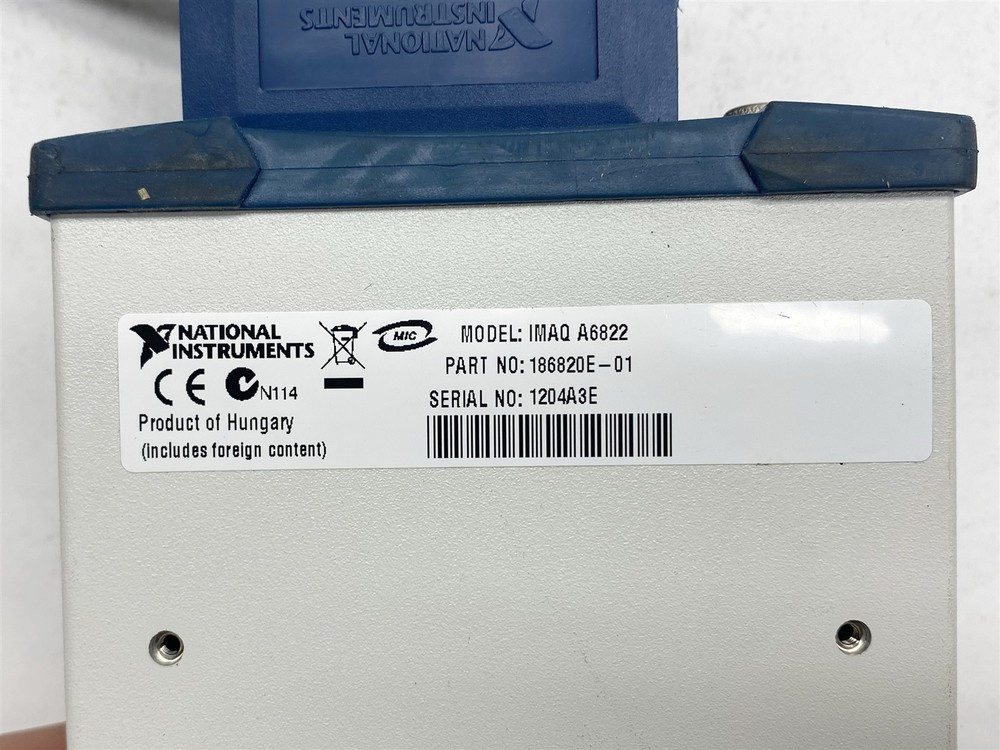 NATIONAL
INSTRUMENTS
NATIONAL
INSTRUMENTS
MIC
CE
N114
Product of Hungary
(includes foreign content)
MODEL: IMAQ A6822
PART NO: 186820E-01
SERIAL NO: 1204A3E